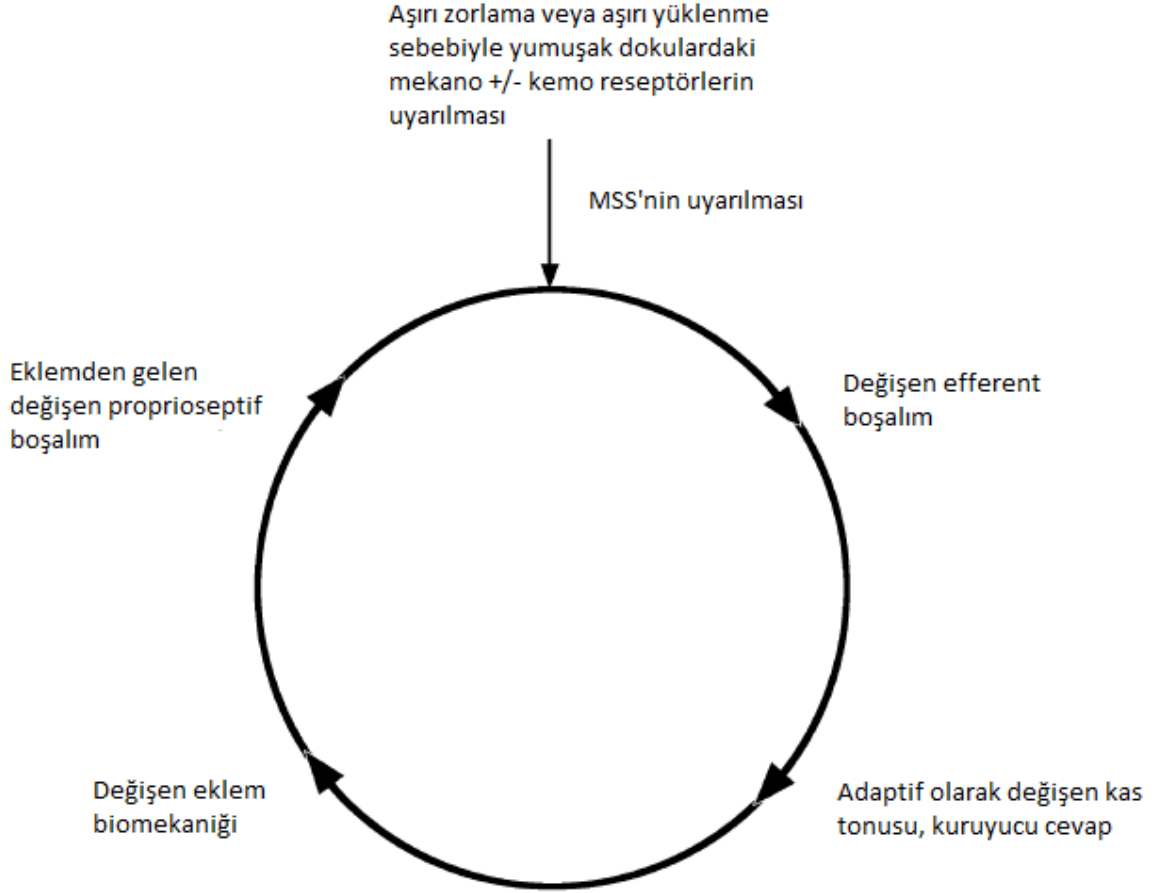 Aşırı zorlama veya aşırı yüklenme
sebebiyle yumuşak dokulardaki
mekano +/- kemo reseptörlerin
uyarılması
MSS'nin uyarılması
Değişen efferent
boşalım
Adaptif olarak değişen kas
tonusu, kuruyucu cevap
Değişen eklem
biomekaniği
Eklemden gelen
değişen proprioseptif
boşalım